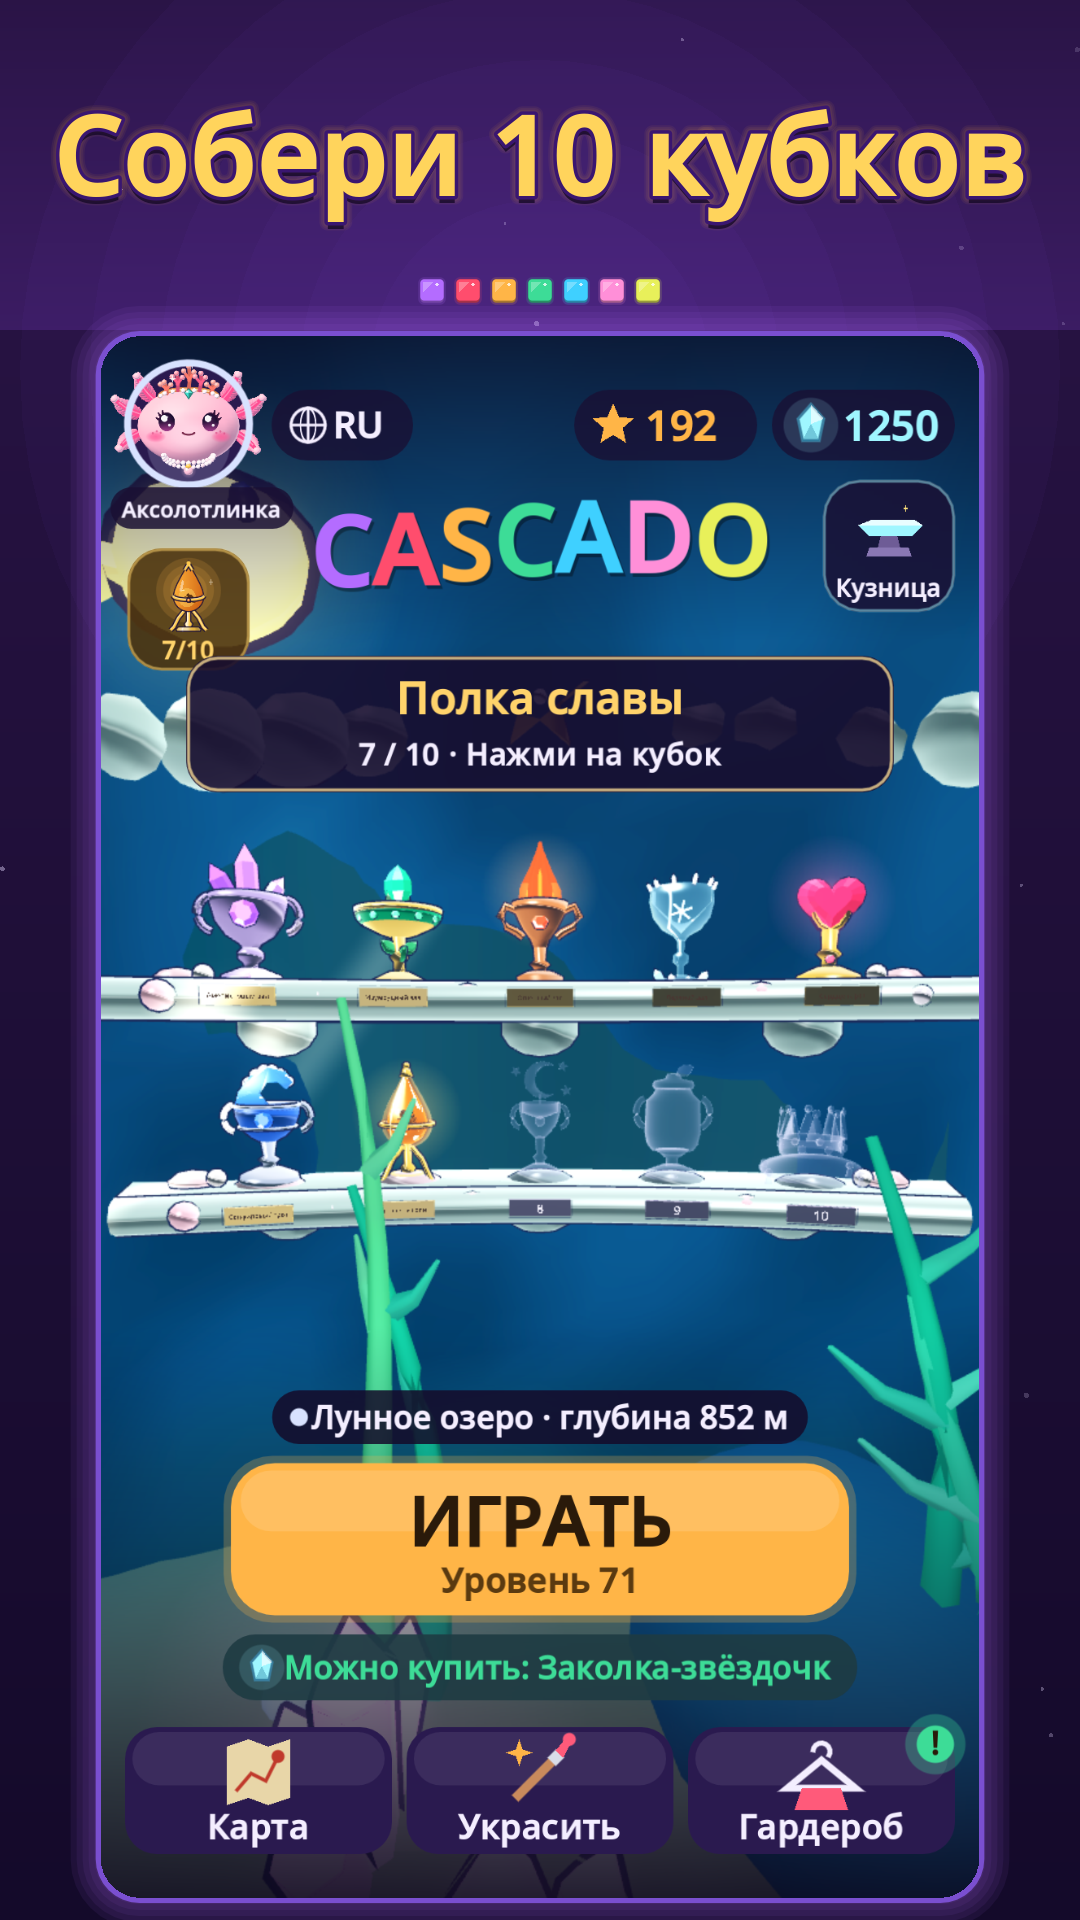 Собери 10 кубков
RU
192
1250
Аксолотлинка
CASCADO
Кузница
7/10
Полка славы
7 / 10 · Нажми на кубок
8
9
10
Лунное озеро · глубина 852 м
ИГРАТЬ
Уровень 71
Можно купить: Заколка-звёздочк
!
Карта
Украсить
Гардероб